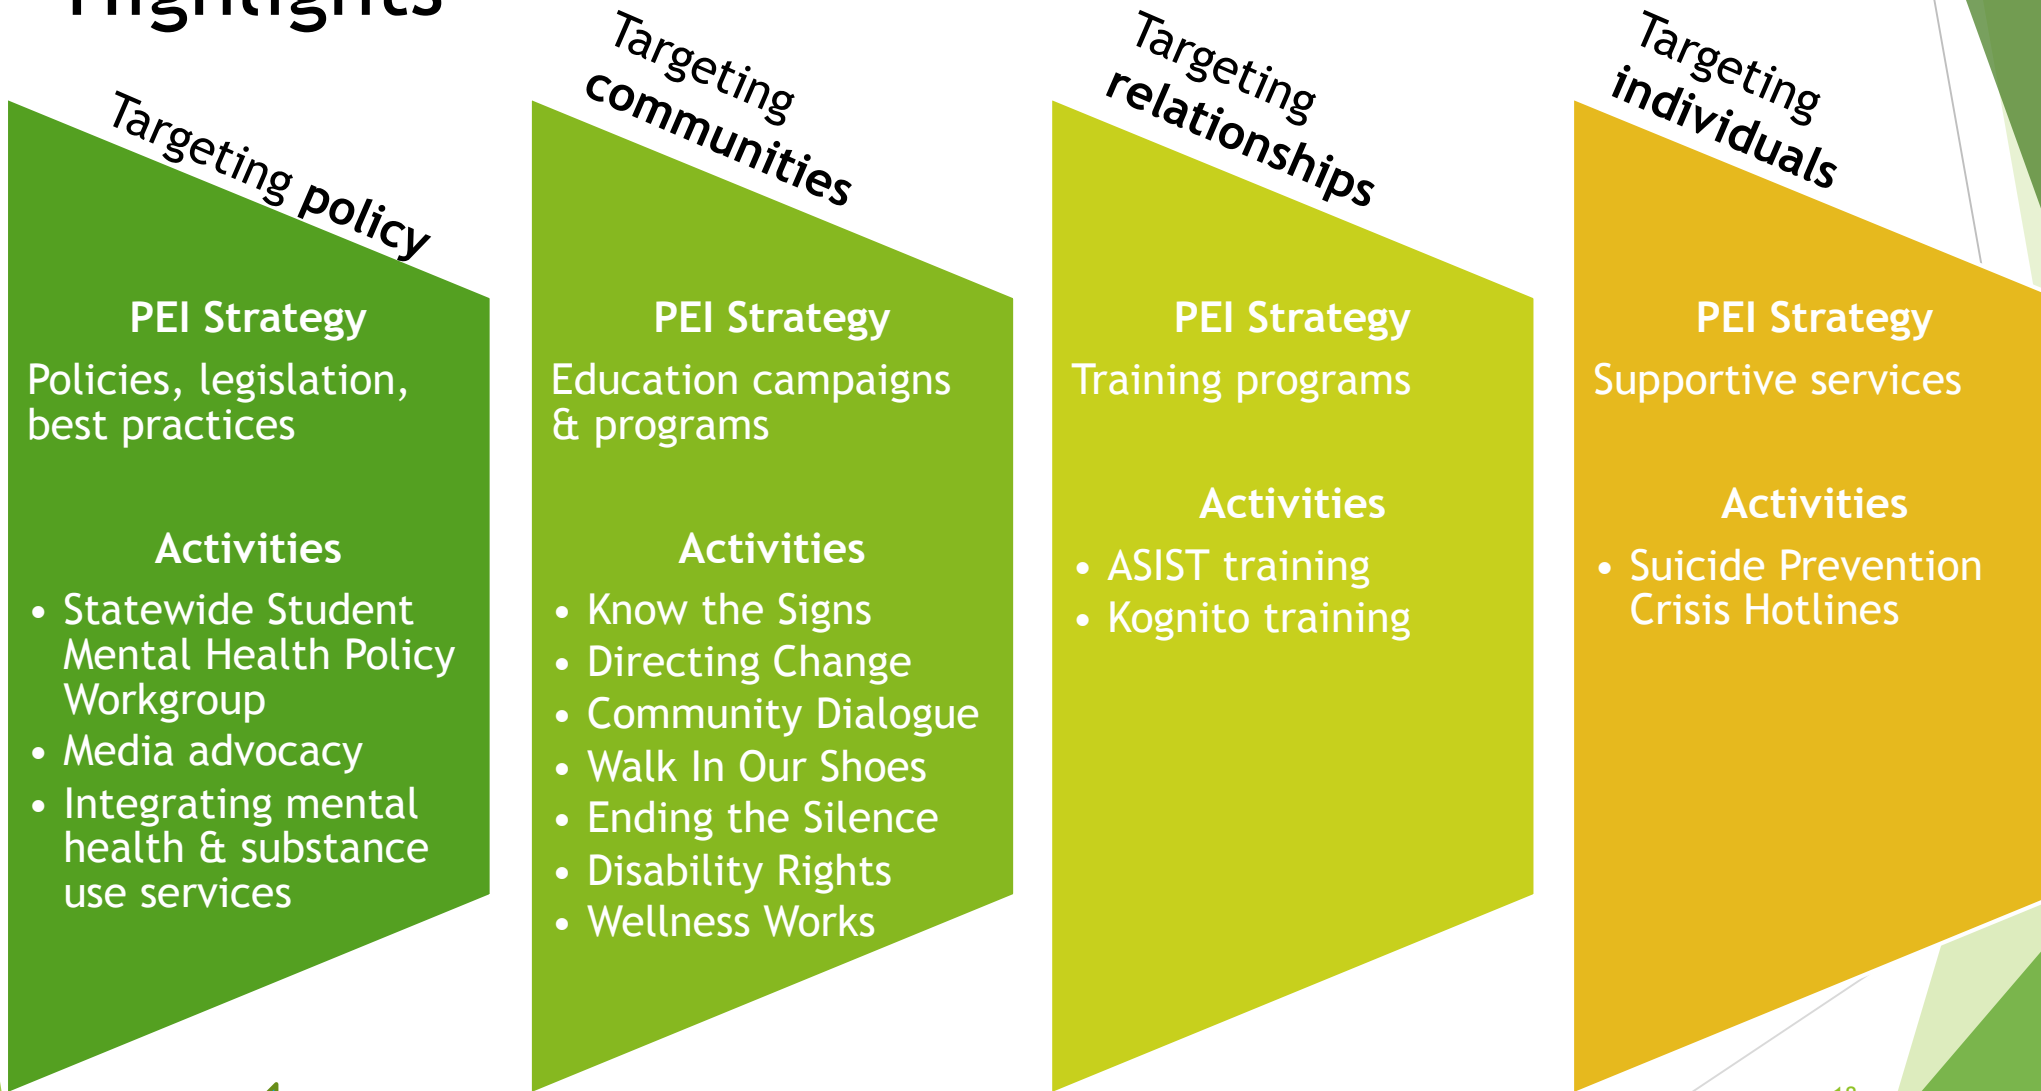 Highlights
Targeting policy
PEI Strategy
Policies, legislation,
best practices
Activities
• Statewide Student
Mental Health Policy
Workgroup
• Media advocacy
• Integrating mental
health & substance
use services
Targeting
communities
PEI Strategy
Education campaigns
& programs
Activities
• Know the Signs
• Directing Change
• Community Dialogue
• Walk In Our Shoes
• Ending the Silence
• Disability Rights
• Wellness Works
Targeting
relationships
PEI Strategy
Training programs
Activities
• ASIST training
• Kognito training
Targeting
individuals
PEI Strategy
Supportive services
Activities
• Suicide Prevention
Crisis Hotlines